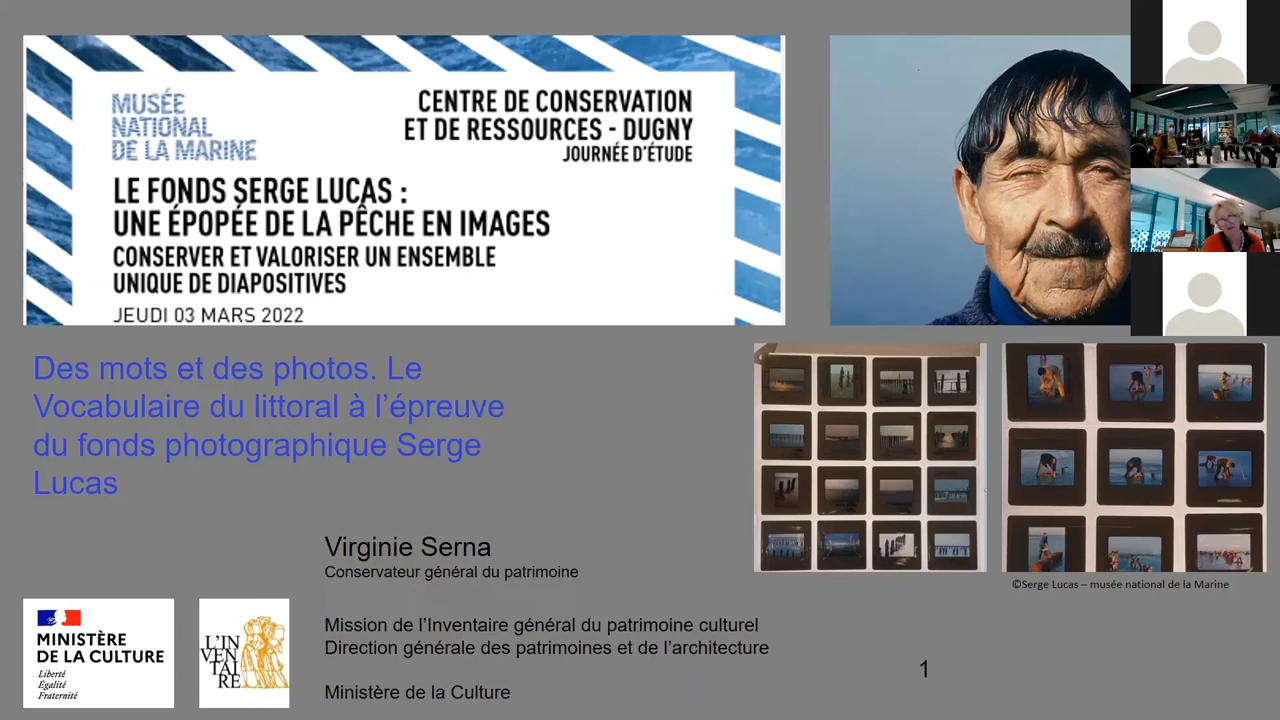 MUSÉE
NATIONAL
DE LA MARINE
CENTRE DE CONSERVATION
ET DE RESSOURCES - DUGNY
JOURNÉE D'ÉTUDE
LE FONDS SERGE LUCAS :
UNE ÉPOPÉE DE LA PÊCHE EN IMAGES
CONSERVER ET VALORISER UN ENSEMBLE
UNIQUE DE DIAPOSITIVES
JEUDI 03 MARS 2022
Des mots et des photos. Le
Vocabulaire du littoral à l’épreuve
du fonds photographique Serge
Lucas
©Serge Lucas – musée national de la Marine
Virginie Serna
Conservateur général du patrimoine
Mission de l’Inventaire général du patrimoine culturel
Direction générale des patrimoines et de l’architecture
Ministère de la Culture
MINISTÈRE
DE LA CULTURE
Liberté
Égalité
Fraternité
L'IN
VEN
TAI
RE
1